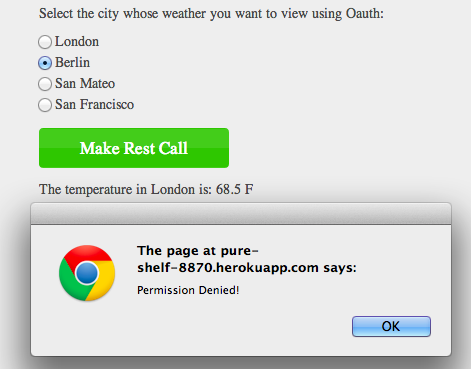 Select the city whose weather you want to view using Oauth:
London
Berlin
San Mateo
San Francisco
Make Rest Call
The temperature in London is: 68.5 F
The page at pure-
shelf-8870.herokuapp.com says:
Permission Denied!
OK